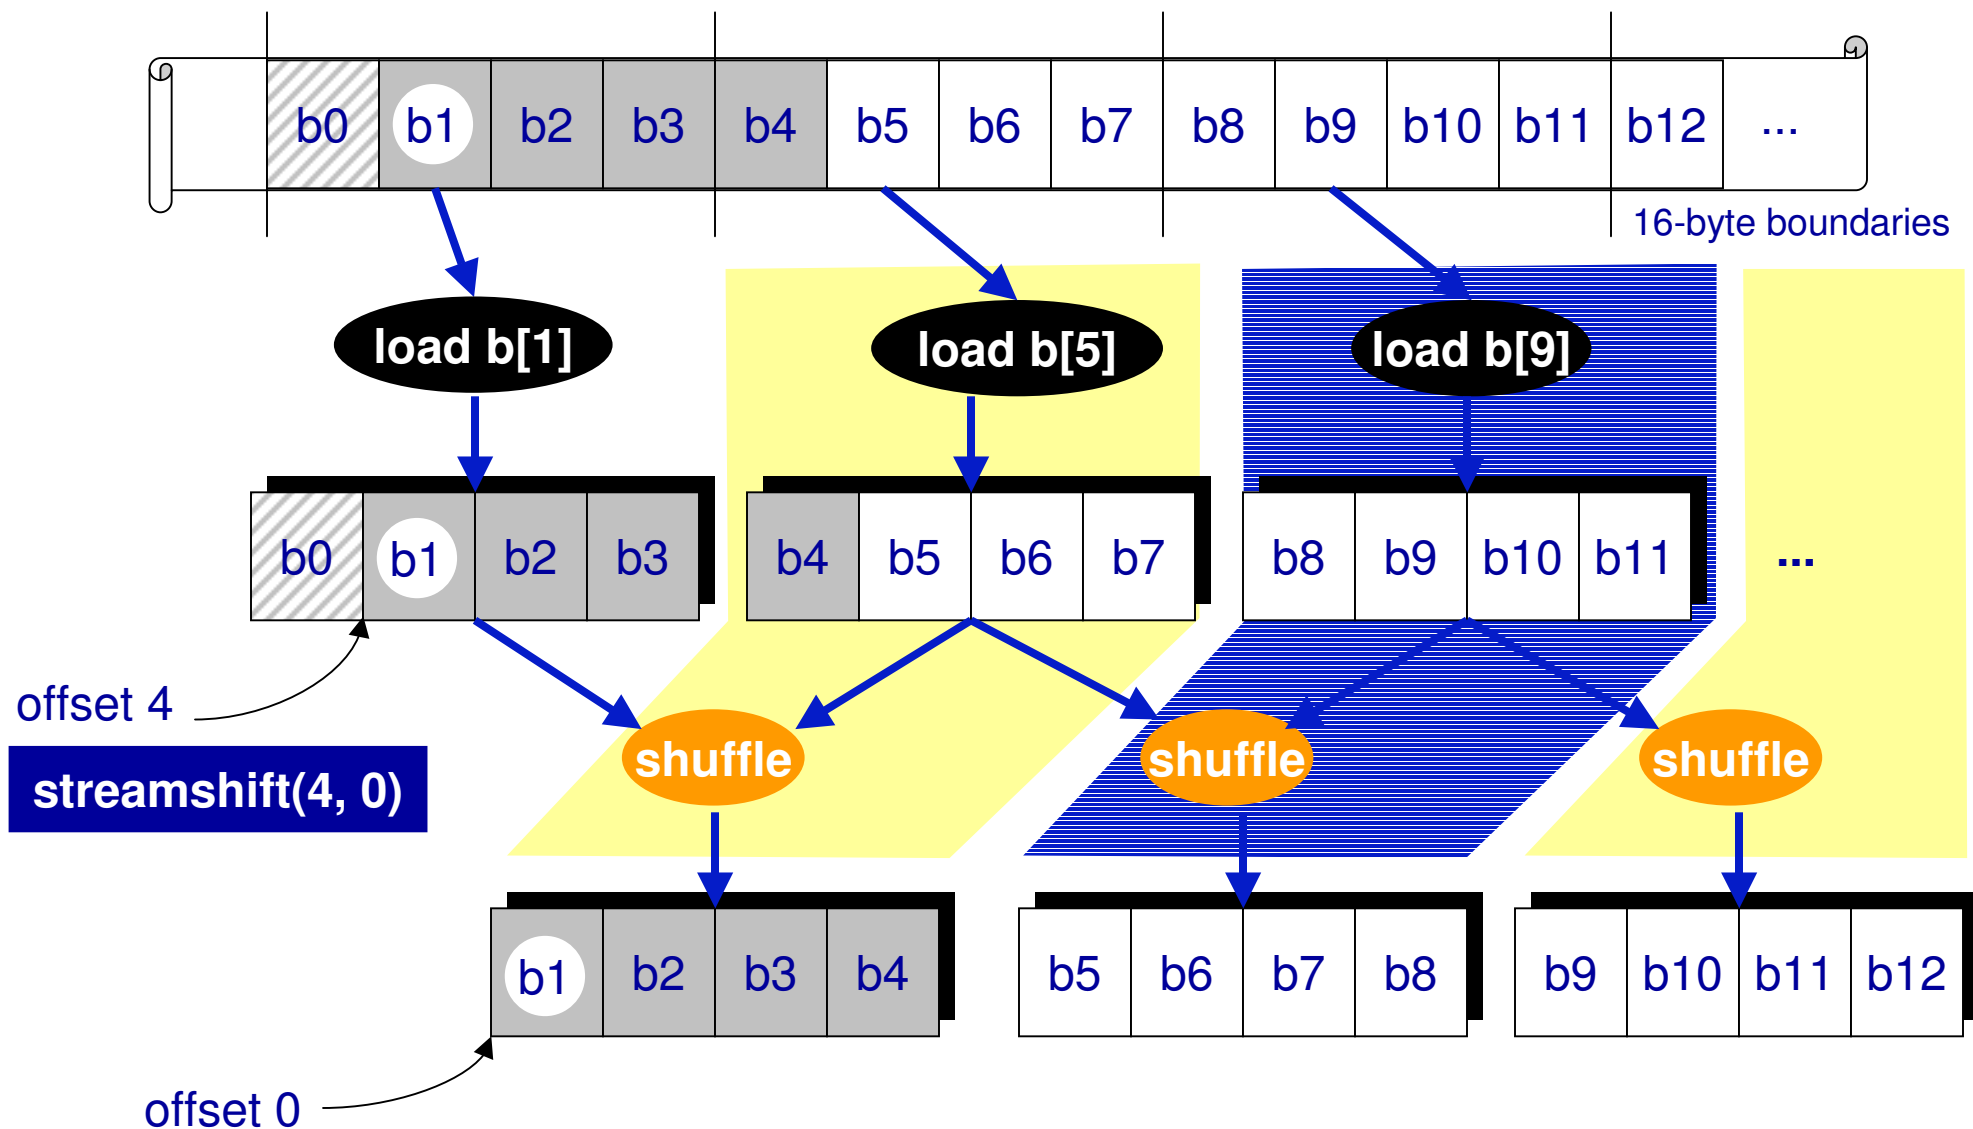 b0 b1 b2 b3 b4 b5 b6 b7 b8 b9 b10 b11 b12 ...
16-byte boundaries
load b[1] load b[5] load b[9]
b0 b1 b2 b3 b4 b5 b6 b7 b8 b9 b10 b11 ...
offset 4
shuffle shuffle shuffle
streamshift(4, 0)
b1 b2 b3 b4 b5 b6 b7 b8 b9 b10 b11 b12
offset 0